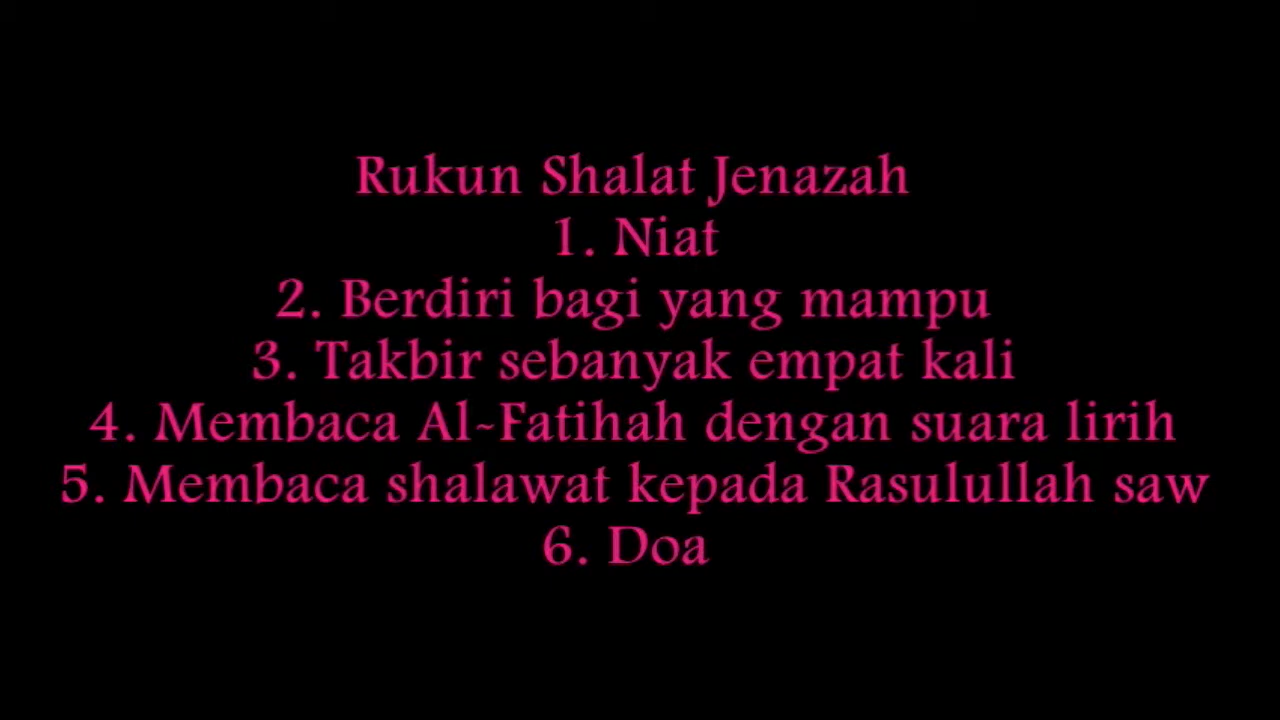 Rukun Shalat Jenazah
1. Niat
2. Berdiri bagi yang mampu
3. Takbir sebanyak empat kali
4. Membaca Al-Fatihah dengan suara lirih
5. Membaca shalawat kepada Rasulullah saw
6. Doa